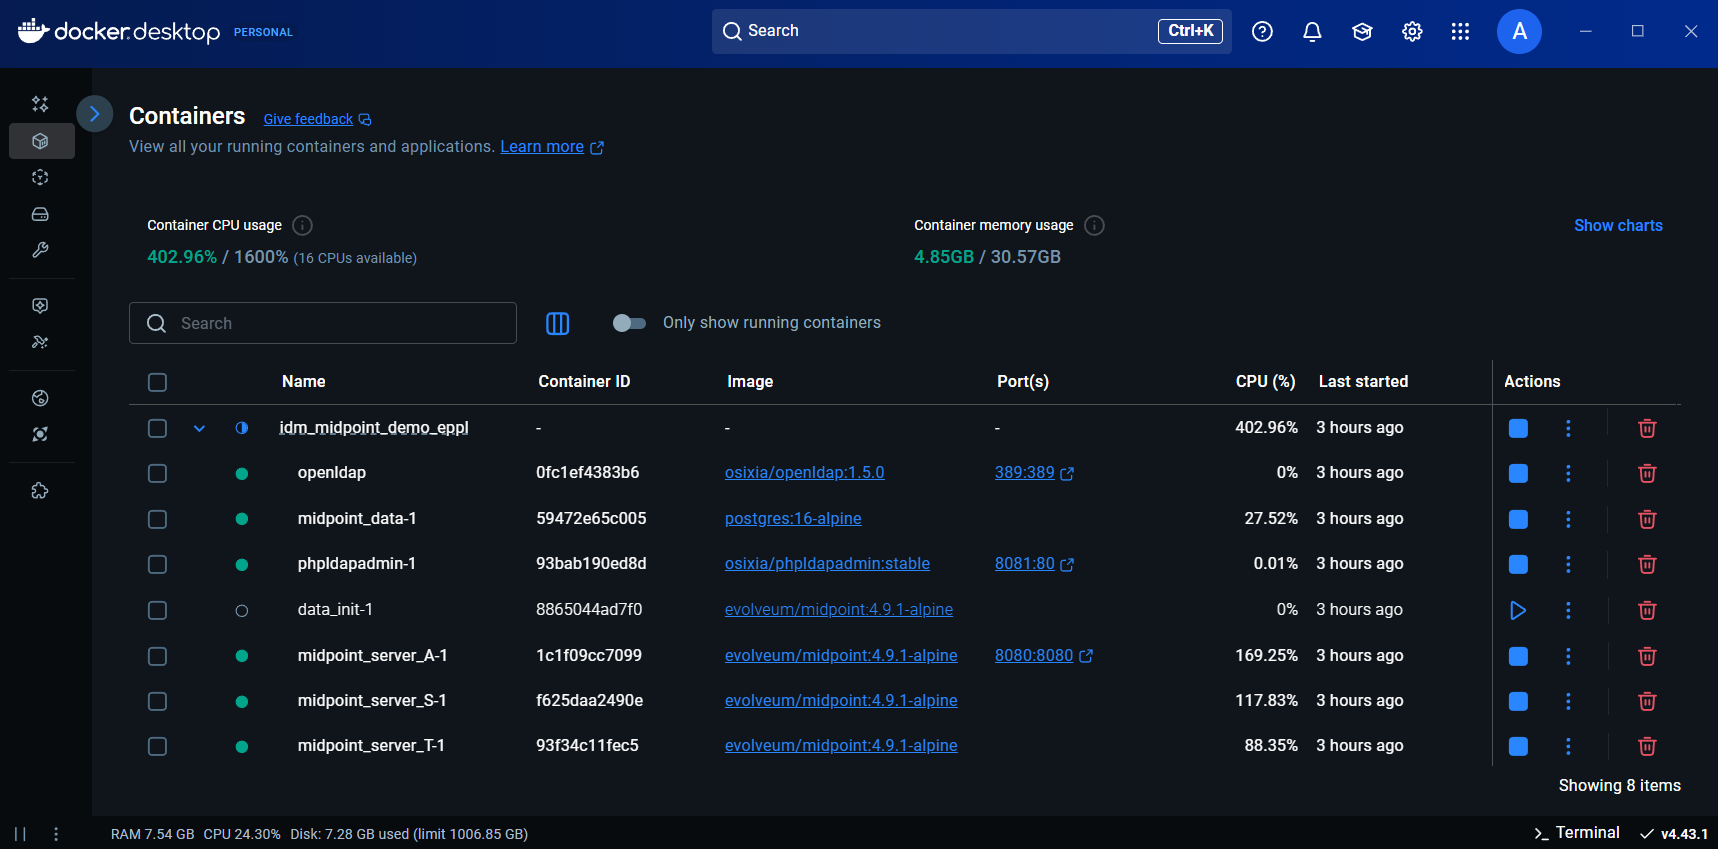 docker desktop PERSONAL Search Ctrl+K A
Containers Give feedback
View all your running containers and applications. Learn more
Container CPU usage Container memory usage Show charts
402.96% / 1600% (16 CPUs available) 4.85GB / 30.57GB
Search Only show running containers
Name Container ID Image Port(s) CPU (%) Last started Actions
idm_midpoint_demo_eppl - - - 402.96% 3 hours ago
openldap 0fc1ef4383b6 osixia/openldap:1.5.0 389:389 0% 3 hours ago
midpoint_data-1 59472e65c005 postgres:16-alpine 27.52% 3 hours ago
phpldapadmin-1 93bab190ed8d osixia/phpldapadmin:stable 8081:80 0.01% 3 hours ago
data_init-1 8865044ad7f0 evolveum/midpoint:4.9.1-alpine 0% 3 hours ago
midpoint_server_A-1 1c1f09cc7099 evolveum/midpoint:4.9.1-alpine 8080:8080 169.25% 3 hours ago
midpoint_server_S-1 f625daa2490e evolveum/midpoint:4.9.1-alpine 117.83% 3 hours ago
midpoint_server_T-1 93f34c11fec5 evolveum/midpoint:4.9.1-alpine 88.35% 3 hours ago
Showing 8 items
RAM 7.54 GB CPU 24.30% Disk: 7.28 GB used (limit 1006.85 GB) Terminal v4.43.1